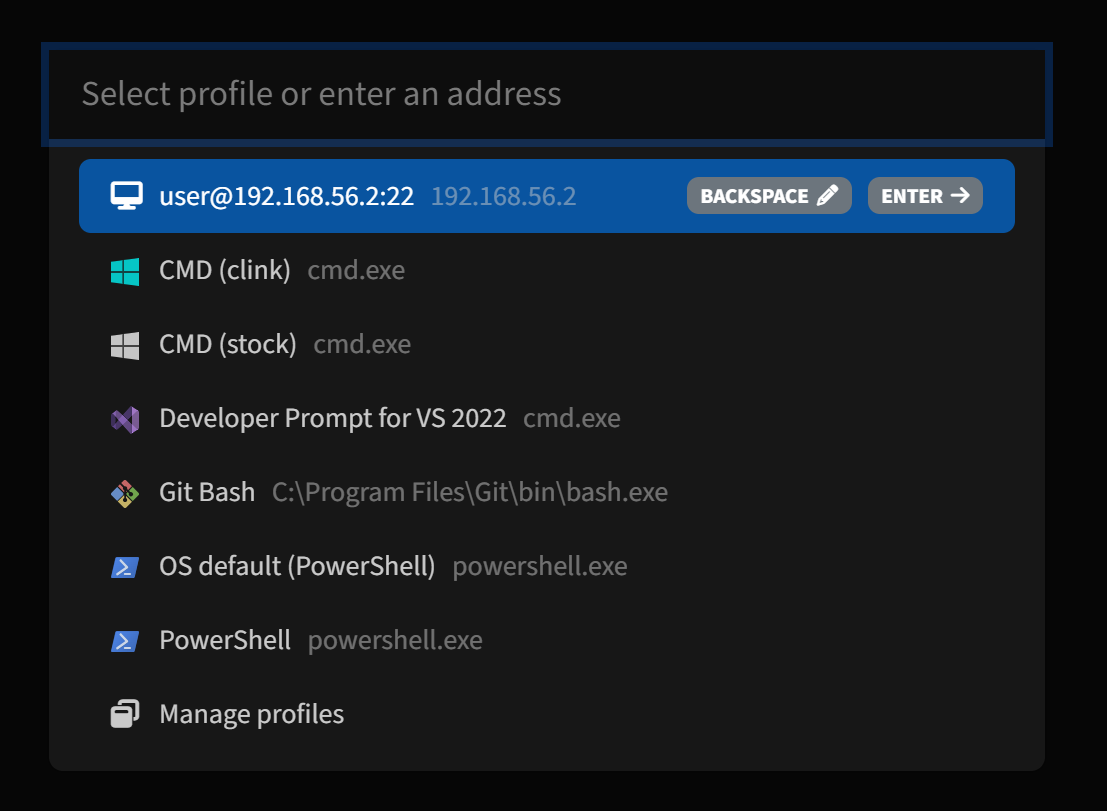 Select profile or enter an address
user@192.168.56.2:22 192.168.56.2 BACKSPACE ENTER
CMD (clink) cmd.exe
CMD (stock) cmd.exe
Developer Prompt for VS 2022 cmd.exe
Git Bash C:\Program Files\Git\bin\bash.exe
OS default (PowerShell) powershell.exe
PowerShell powershell.exe
Manage profiles